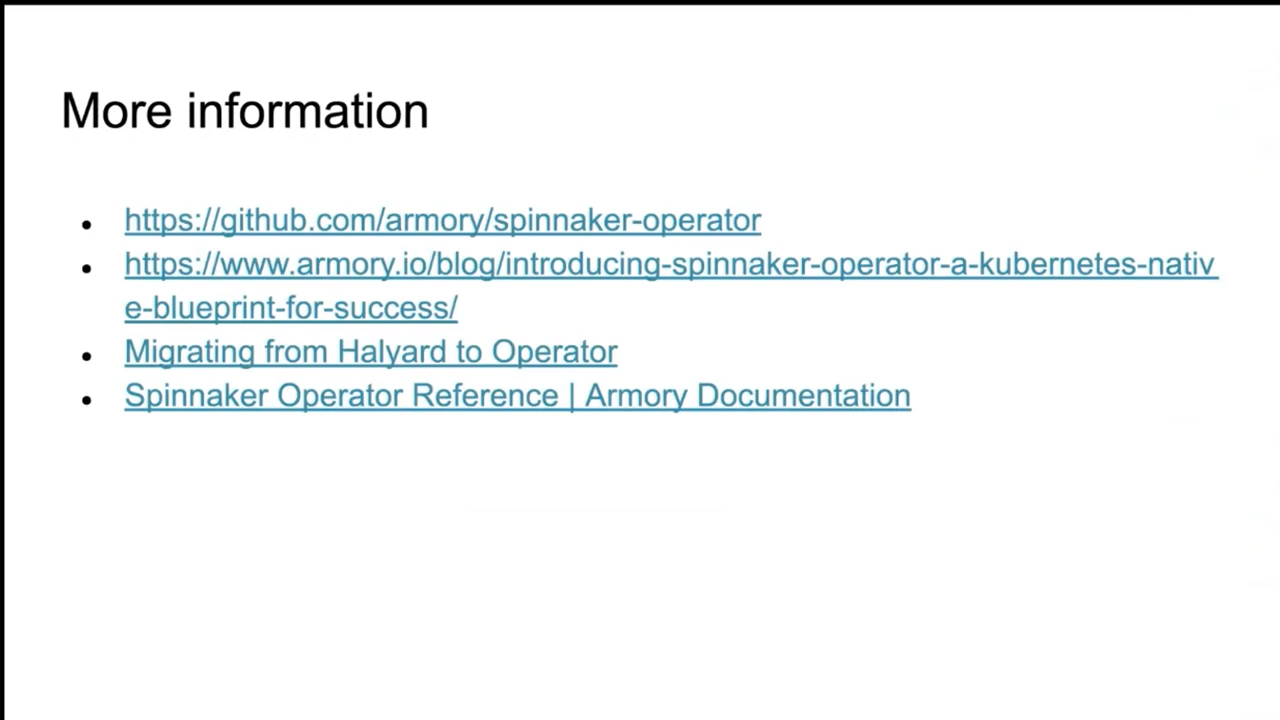 More information
• https://github.com/armory/spinnaker-operator
• https://www.armory.io/blog/introducing-spinnaker-operator-a-kubernetes-nativ
e-blueprint-for-success/
• Migrating from Halyard to Operator
• Spinnaker Operator Reference | Armory Documentation